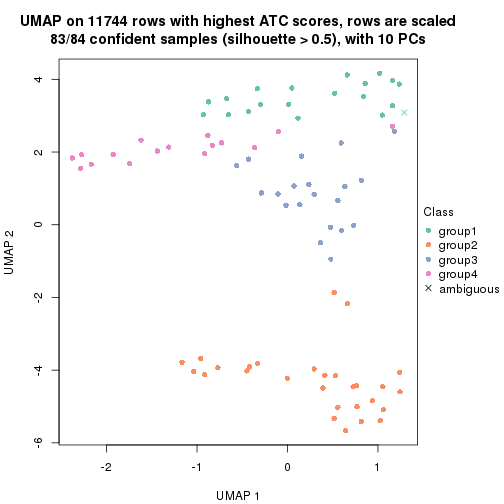 UMAP on 11744 rows with highest ATC scores, rows are scaled
83/84 confident samples (silhouette > 0.5), with 10 PCs
4
2
0
-2
-4
-6
UMAP 2
-2
-1
0
1
UMAP 1
Class
group1
group2
group3
group4
ambiguous